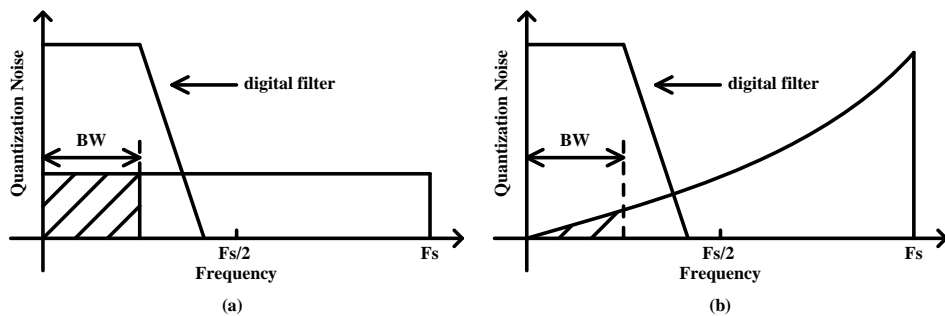 Quantization Noise
BW
digital filter
Fs/2
Fs
Frequency
(a)
Quantization Noise
BW
digital filter
Fs/2
Fs
Frequency
(b)